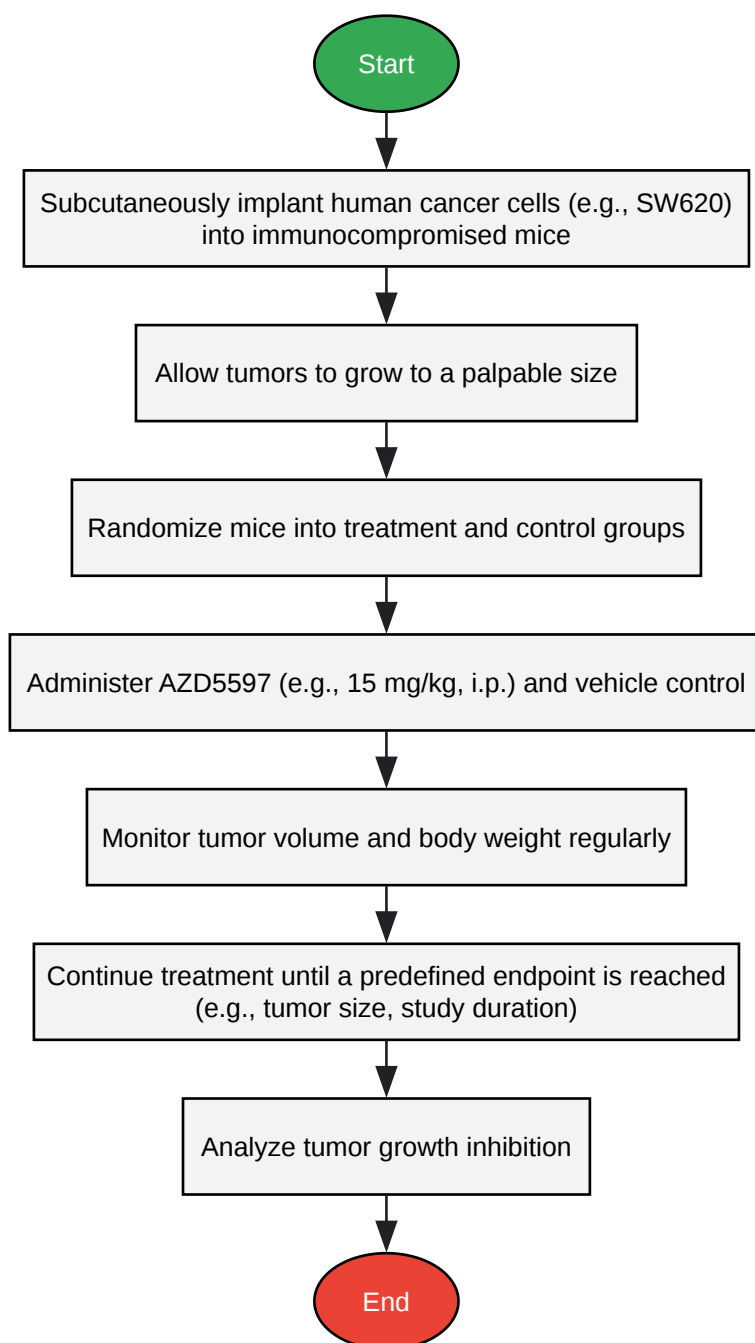 Start
Subcutaneously implant human cancer cells (e.g., SW620)
into immunocompromised mice
Allow tumors to grow to a palpable size
Randomize mice into treatment and control groups
Administer AZD5597 (e.g., 15 mg/kg, i.p.) and vehicle control
Monitor tumor volume and body weight regularly
Continue treatment until a predefined endpoint is reached
(e.g., tumor size, study duration)
Analyze tumor growth inhibition
End